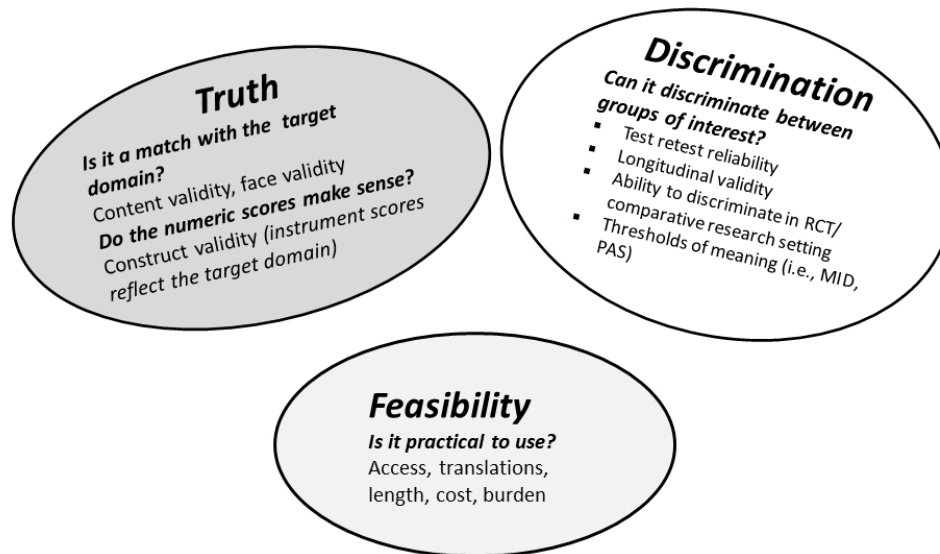 Truth
Is it a match with the target
domain?
Content validity, face validity
Do the numeric scores make sense?
Construct validity (instrument scores
reflect the target domain)
Discrimination
Can it discriminate between
groups of interest?
▪ Test retest reliability
▪ Longitudinal validity
▪ Ability to discriminate in RCT/
comparative research setting
▪ Thresholds of meaning (i.e., MID,
PAS)
Feasibility
Is it practical to use?
Access, translations,
length, cost, burden